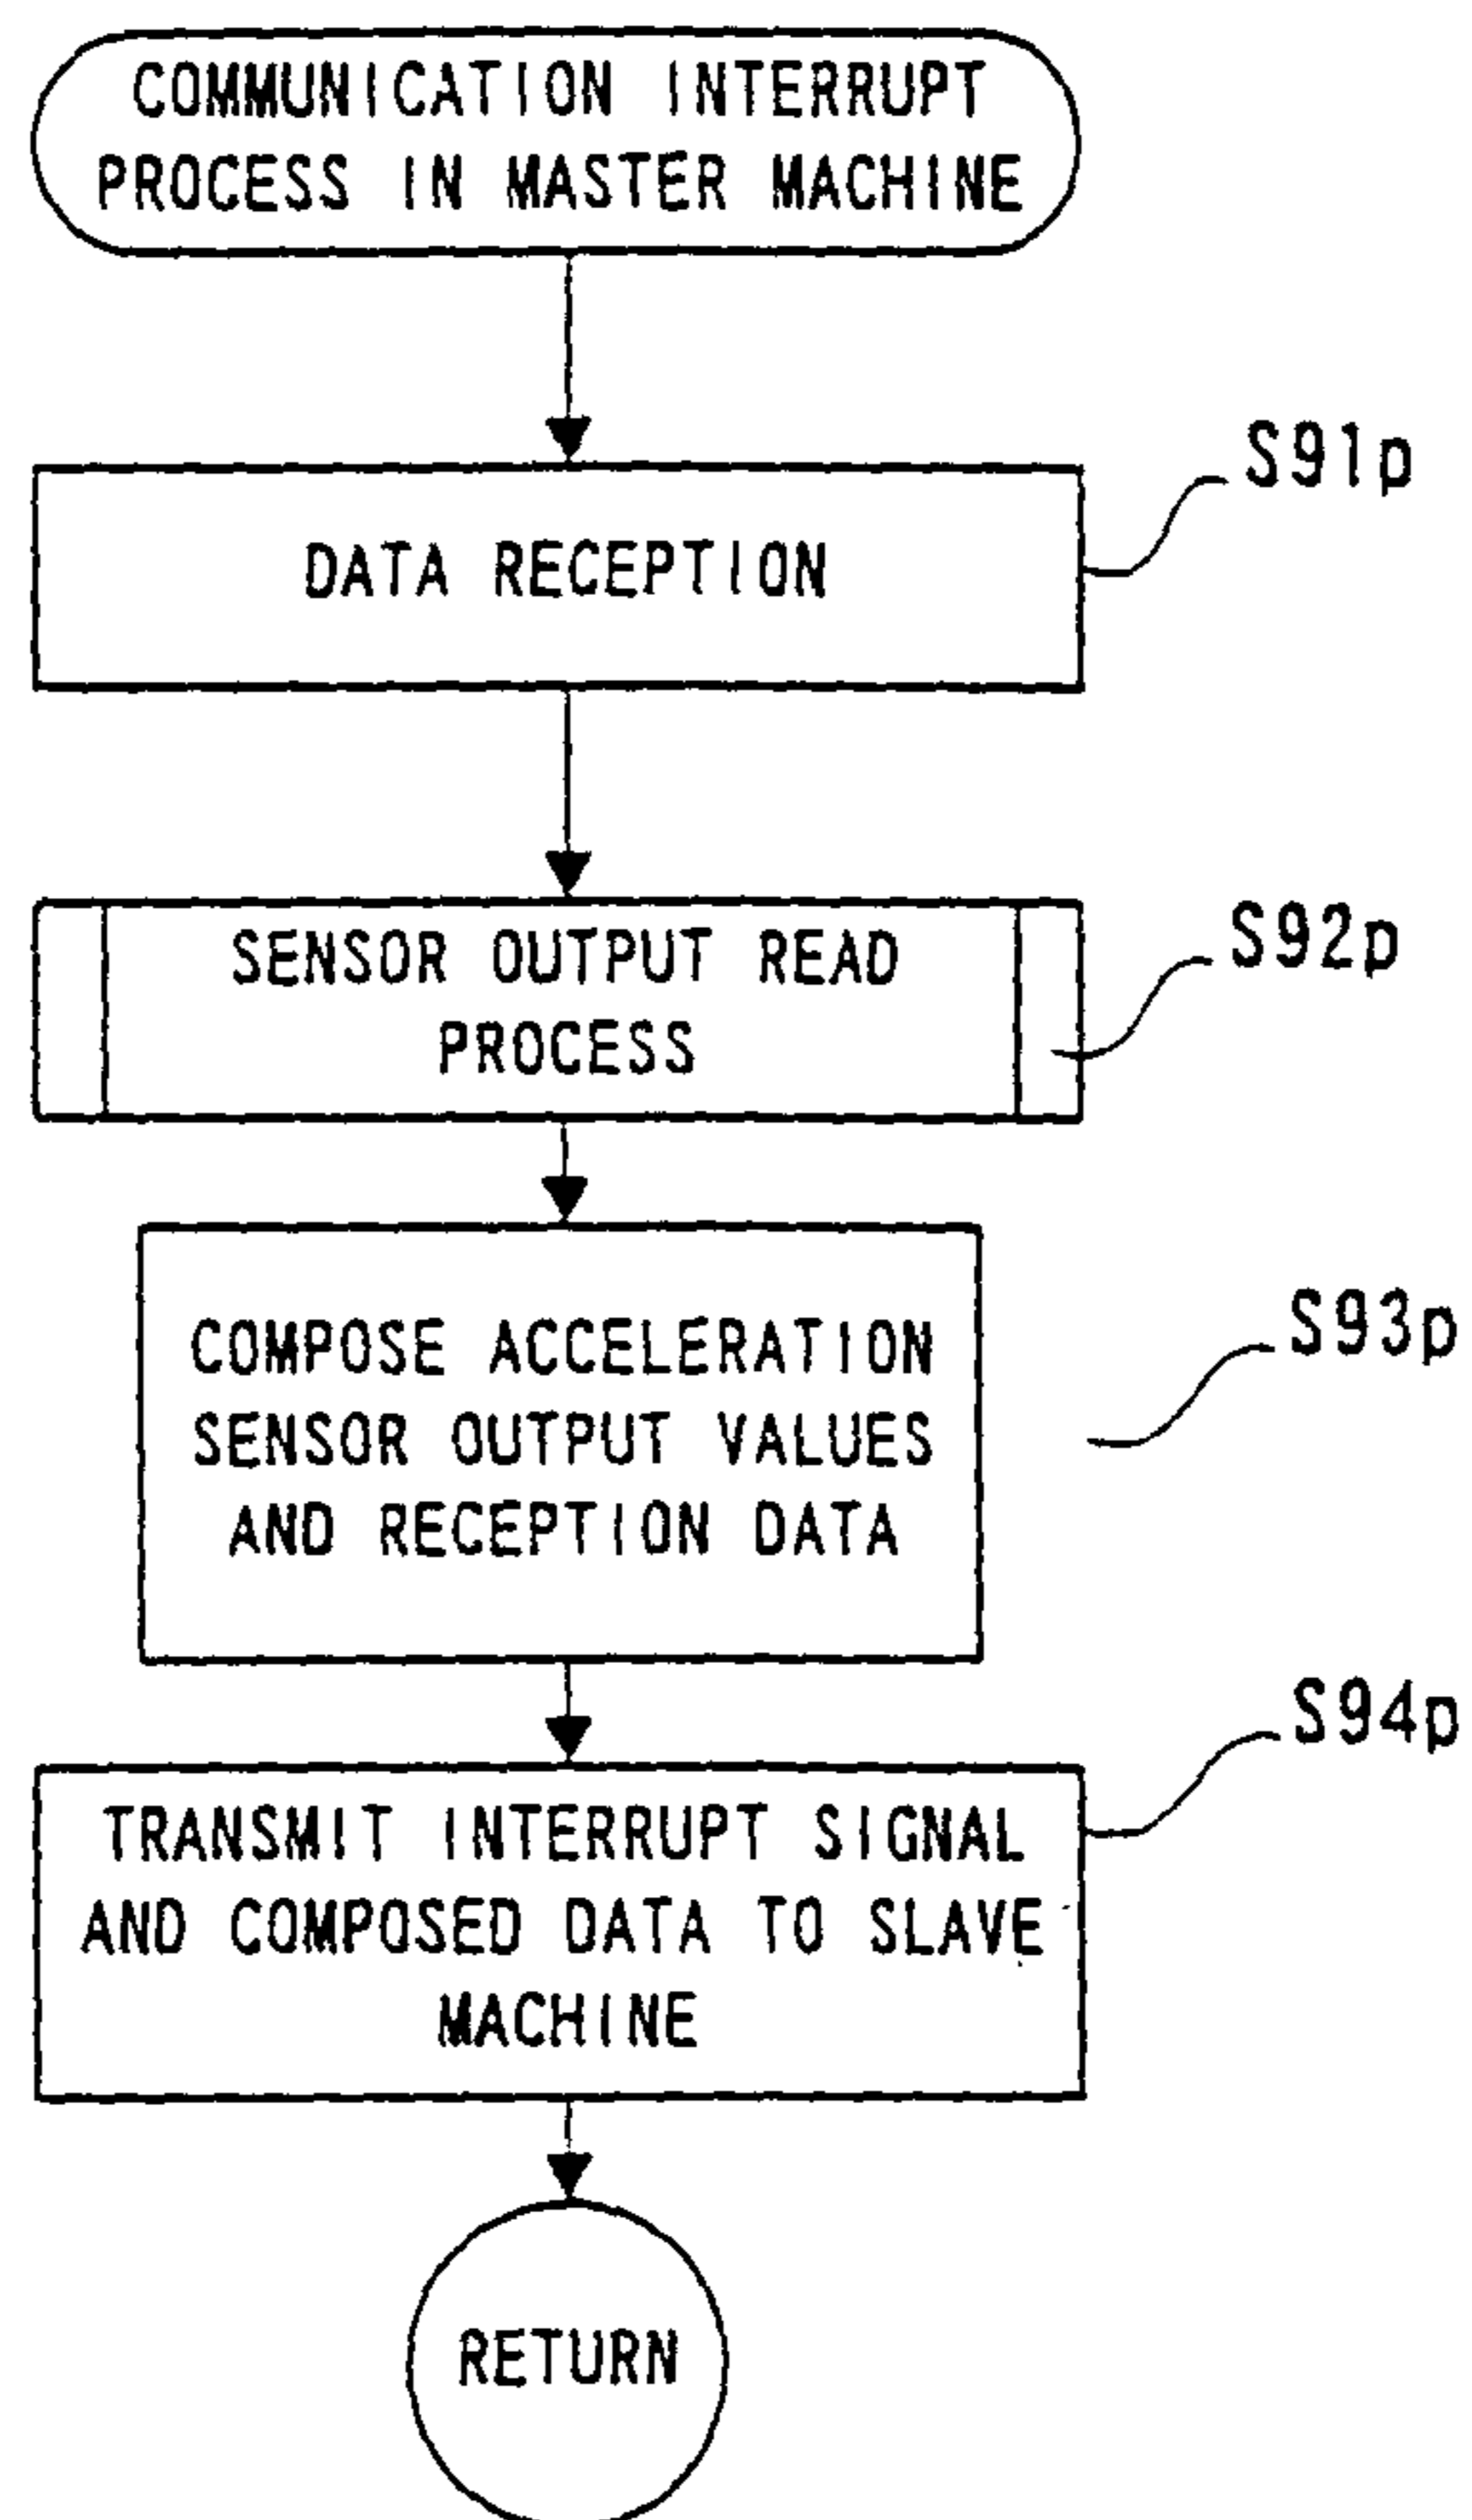 COMMUNICATION INTERRUPT
PROCESS IN MASTER MACHINE
S91p
DATA RECEPTION
S92p
SENSOR OUTPUT READ
PROCESS
S93p
COMPOSE ACCELERATION
SENSOR OUTPUT VALUES
AND RECEPTION DATA
S94p
TRANSMIT INTERRUPT SIGNAL
AND COMPOSED DATA TO SLAVE
MACHINE
RETURN